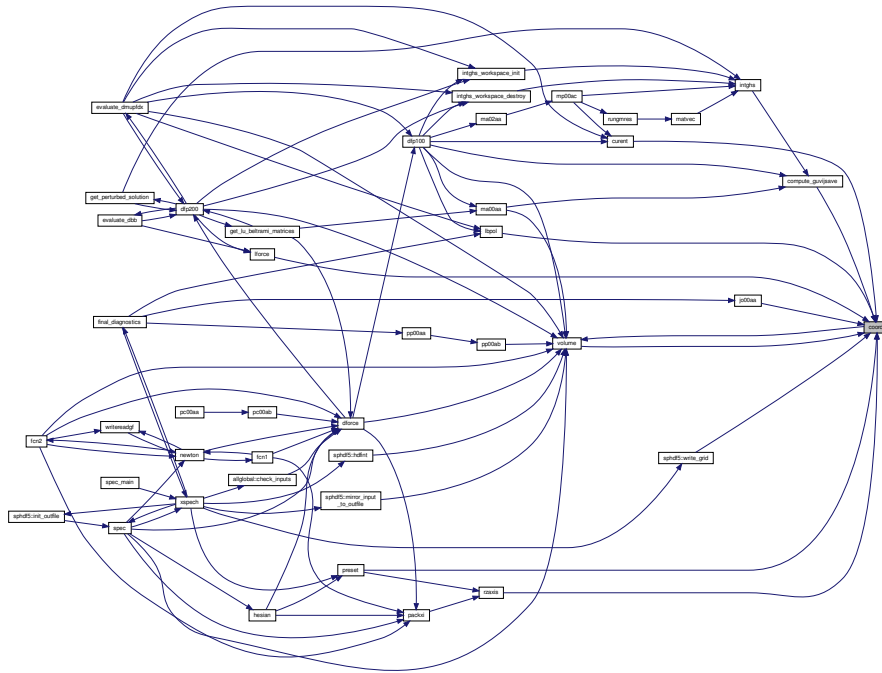 intghs_workspace_init
intghs
intghs_workspace_destroy
mp00ac
evaluate_dmupfdx
ma02aa
rungmres
matvec
dfp100
curent
compute_guvijsave
get_perturbed_solution
dfp200
ma00aa
evaluate_dbb
get_lu_beltrami_matrices
lbpol
lforce
jo00aa
final_diagnostics
coords
pp00aa
pp00ab
volume
pc00aa
pc00ab
dforce
writereadgf
fcn2
newton
fcn1
sphdf5::hdfint
sphdf5::write_grid
allglobal::check_inputs
spec_main
xspech
sphdf5::mirror_input
_to_outfile
sphdf5::init_outfile
spec
preset
rzaxis
hesian
packxi